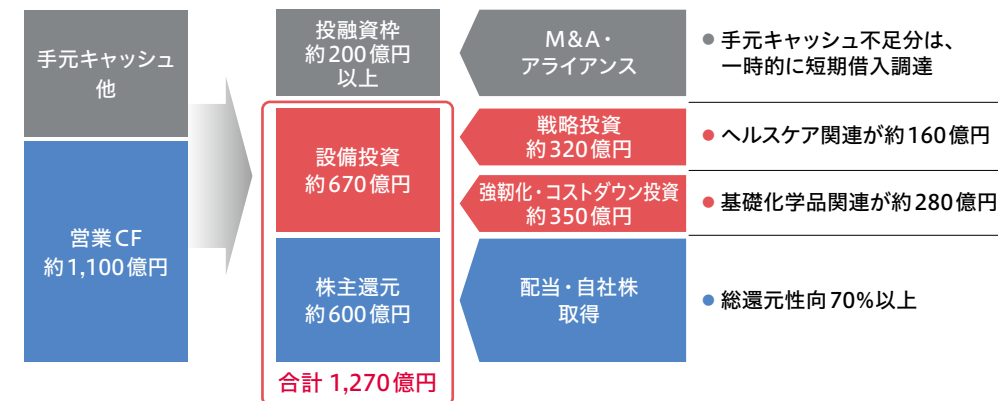 手元キャッシュ
他
営業CF
約1,100億円
投融資枠
約200億円
以上
設備投資
約670億円
株主還元
約600億円
合計 1,270億円
M&A・
アライアンス
戦略投資
約320億円
強靭化・コストダウン投資
約350億円
配当・自社株
取得
● 手元キャッシュ不足分は、
一時的に短期借入調達
● ヘルスケア関連が約160億円
● 基礎化学品関連が約280億円
● 総還元性向70%以上